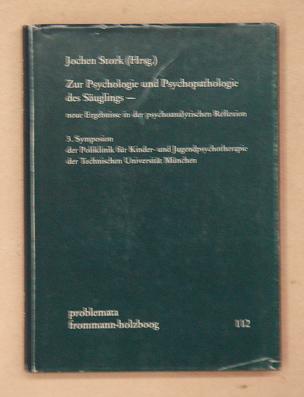 Jochen Stork (Hrsg.)
Zur Psychologie und Psychopathologie
des Säuglings —
neue Ergebnisse in der psychoanalytischen Reflexion
3. Symposion
der Poliklinik für Kinder- und Jugendpsychotherapie
der Technischen Universität München
problemata
frommann-holzboog 112